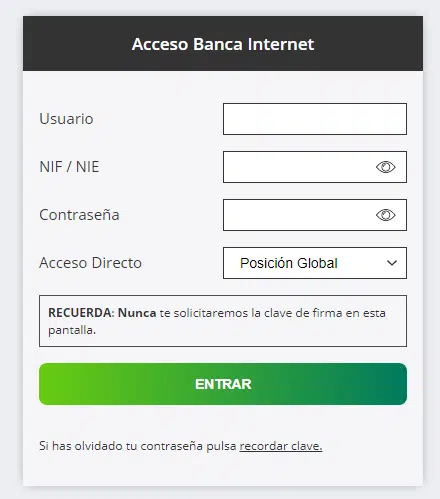 Acceso Banca Internet
Usuario
NIF / NIE
Contraseña
Acceso Directo
Posición Global
RECUERDA: Nunca te solicitaremos la clave de firma en esta
pantalla.
ENTRAR
Si has olvidado tu contraseña pulsa recordar clave.